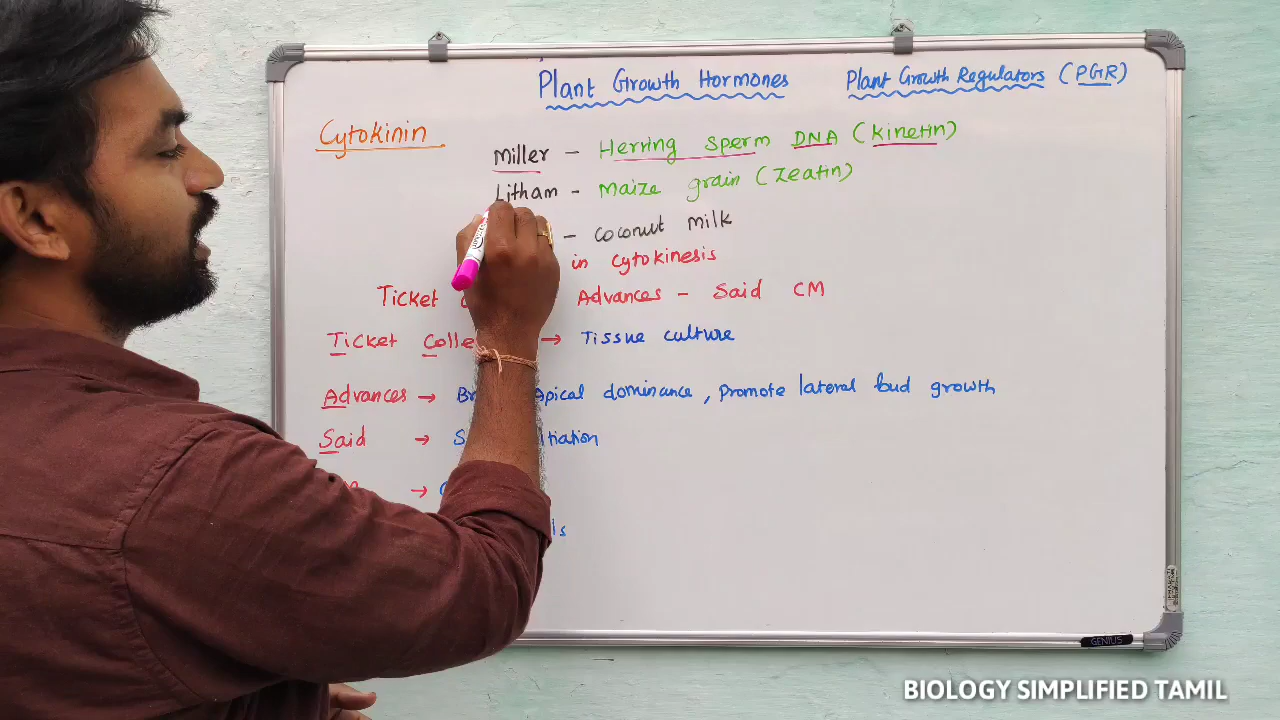 Plant Growth Hormones Plant Growth Regulators (PGR)
Cytokinin
Miller - Herring sperm DNA (kinetin)
Litham - Maize grain (Zeatin)
- coconut milk
in cytokinesis
Ticket Advances - Said CM
Ticket → Tissue culture
Advances → Apical dominance, Promote lateral bud growth
Said →
→
GENIUS
BIOLOGY SIMPLIFIED TAMIL